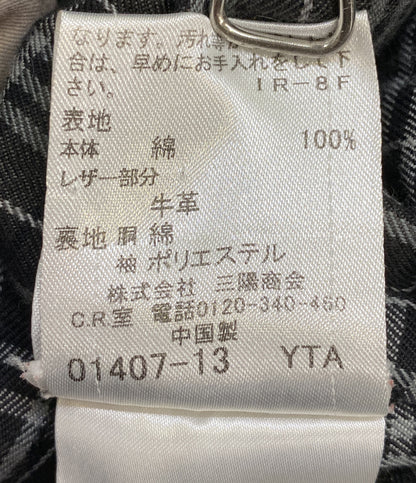 なります。汚れ等が
合は、早めにお手入れをして下
さい。 IR-8F
表地
本体 綿 100%
レザー部分
牛革
裏地 胴 綿
袖 ポリエステル
株式会社 三陽商会
C.R.室 電話0120-340-460
中国製
01407-13 YTA